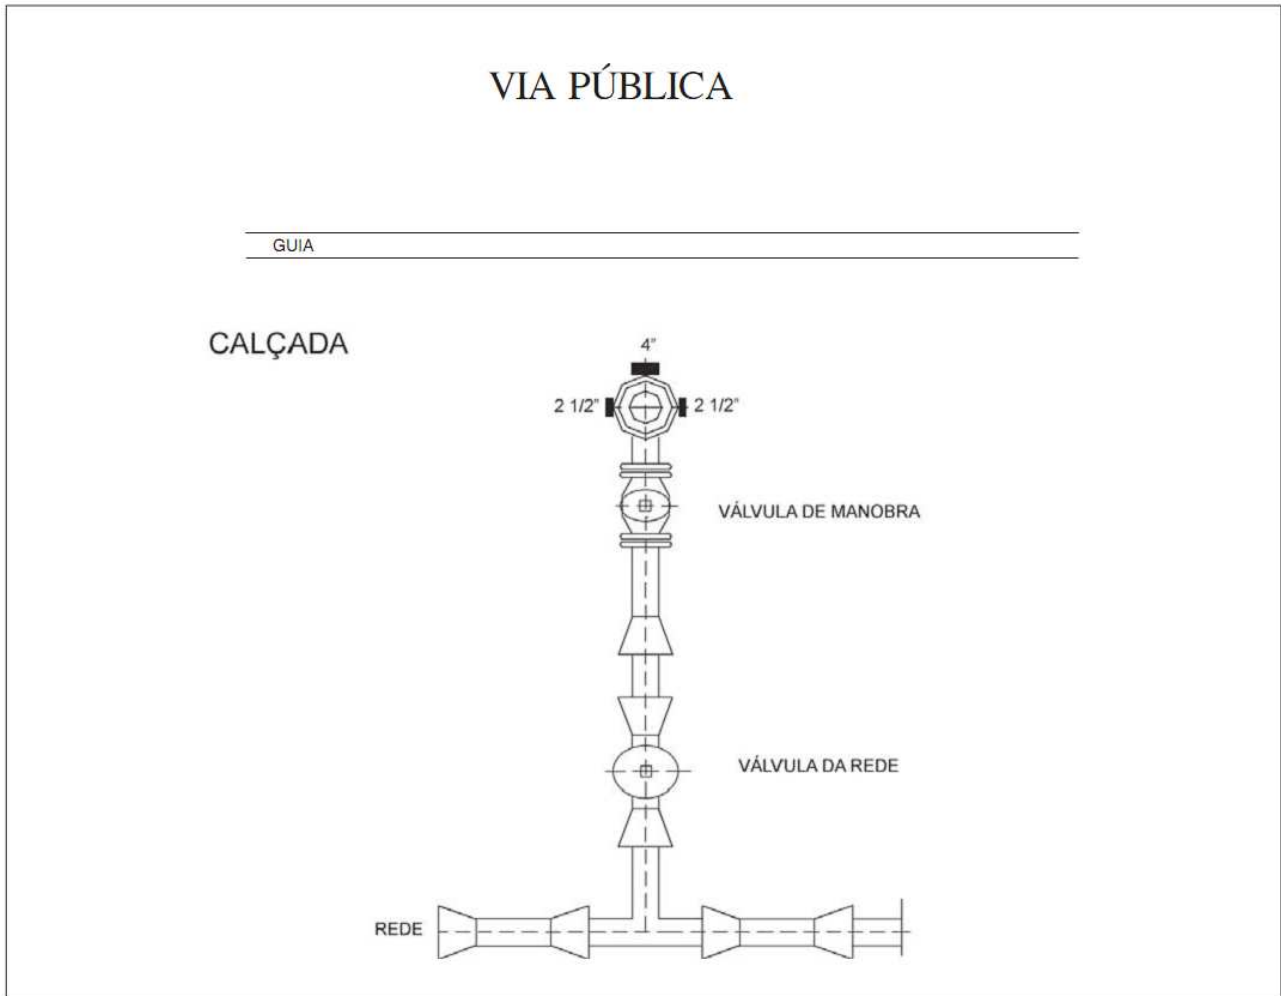 VIA PÚBLICA
GUIA
CALÇADA
4"
2 1/2" 2 1/2"
VÁLVULA DE MANOBRA
VÁLVULA DA REDE
REDE